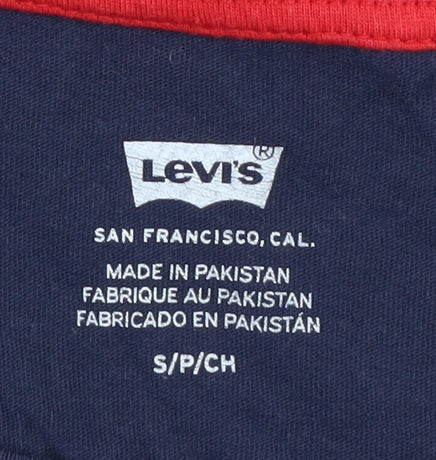 Levi's®
SAN FRANCISCO, CAL.
MADE IN PAKISTAN
FABRIQUE AU PAKISTAN
FABRICADO EN PAKISTÁN
S/P/CH